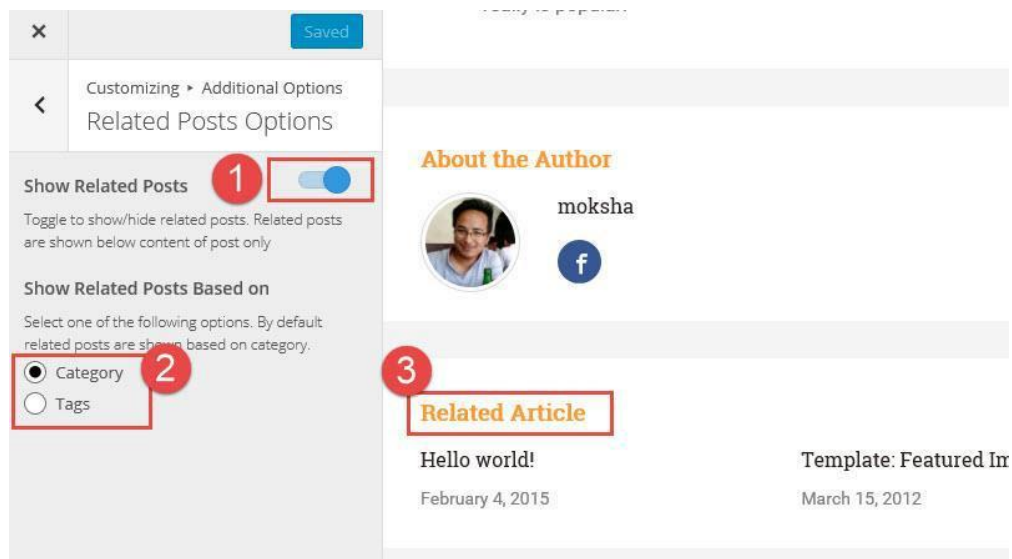 Saved
Customizing ▸ Additional Options
Related Posts Options
1
Show Related Posts
Toggle to show/hide related posts. Related posts
are shown below content of post only
Show Related Posts Based on
Select one of the following options. By default
related posts are shown based on category.
2
Category
Tags
About the Author
moksha
f
3
Related Article
Hello world!
February 4, 2015
Template: Featured Im
March 15, 2012